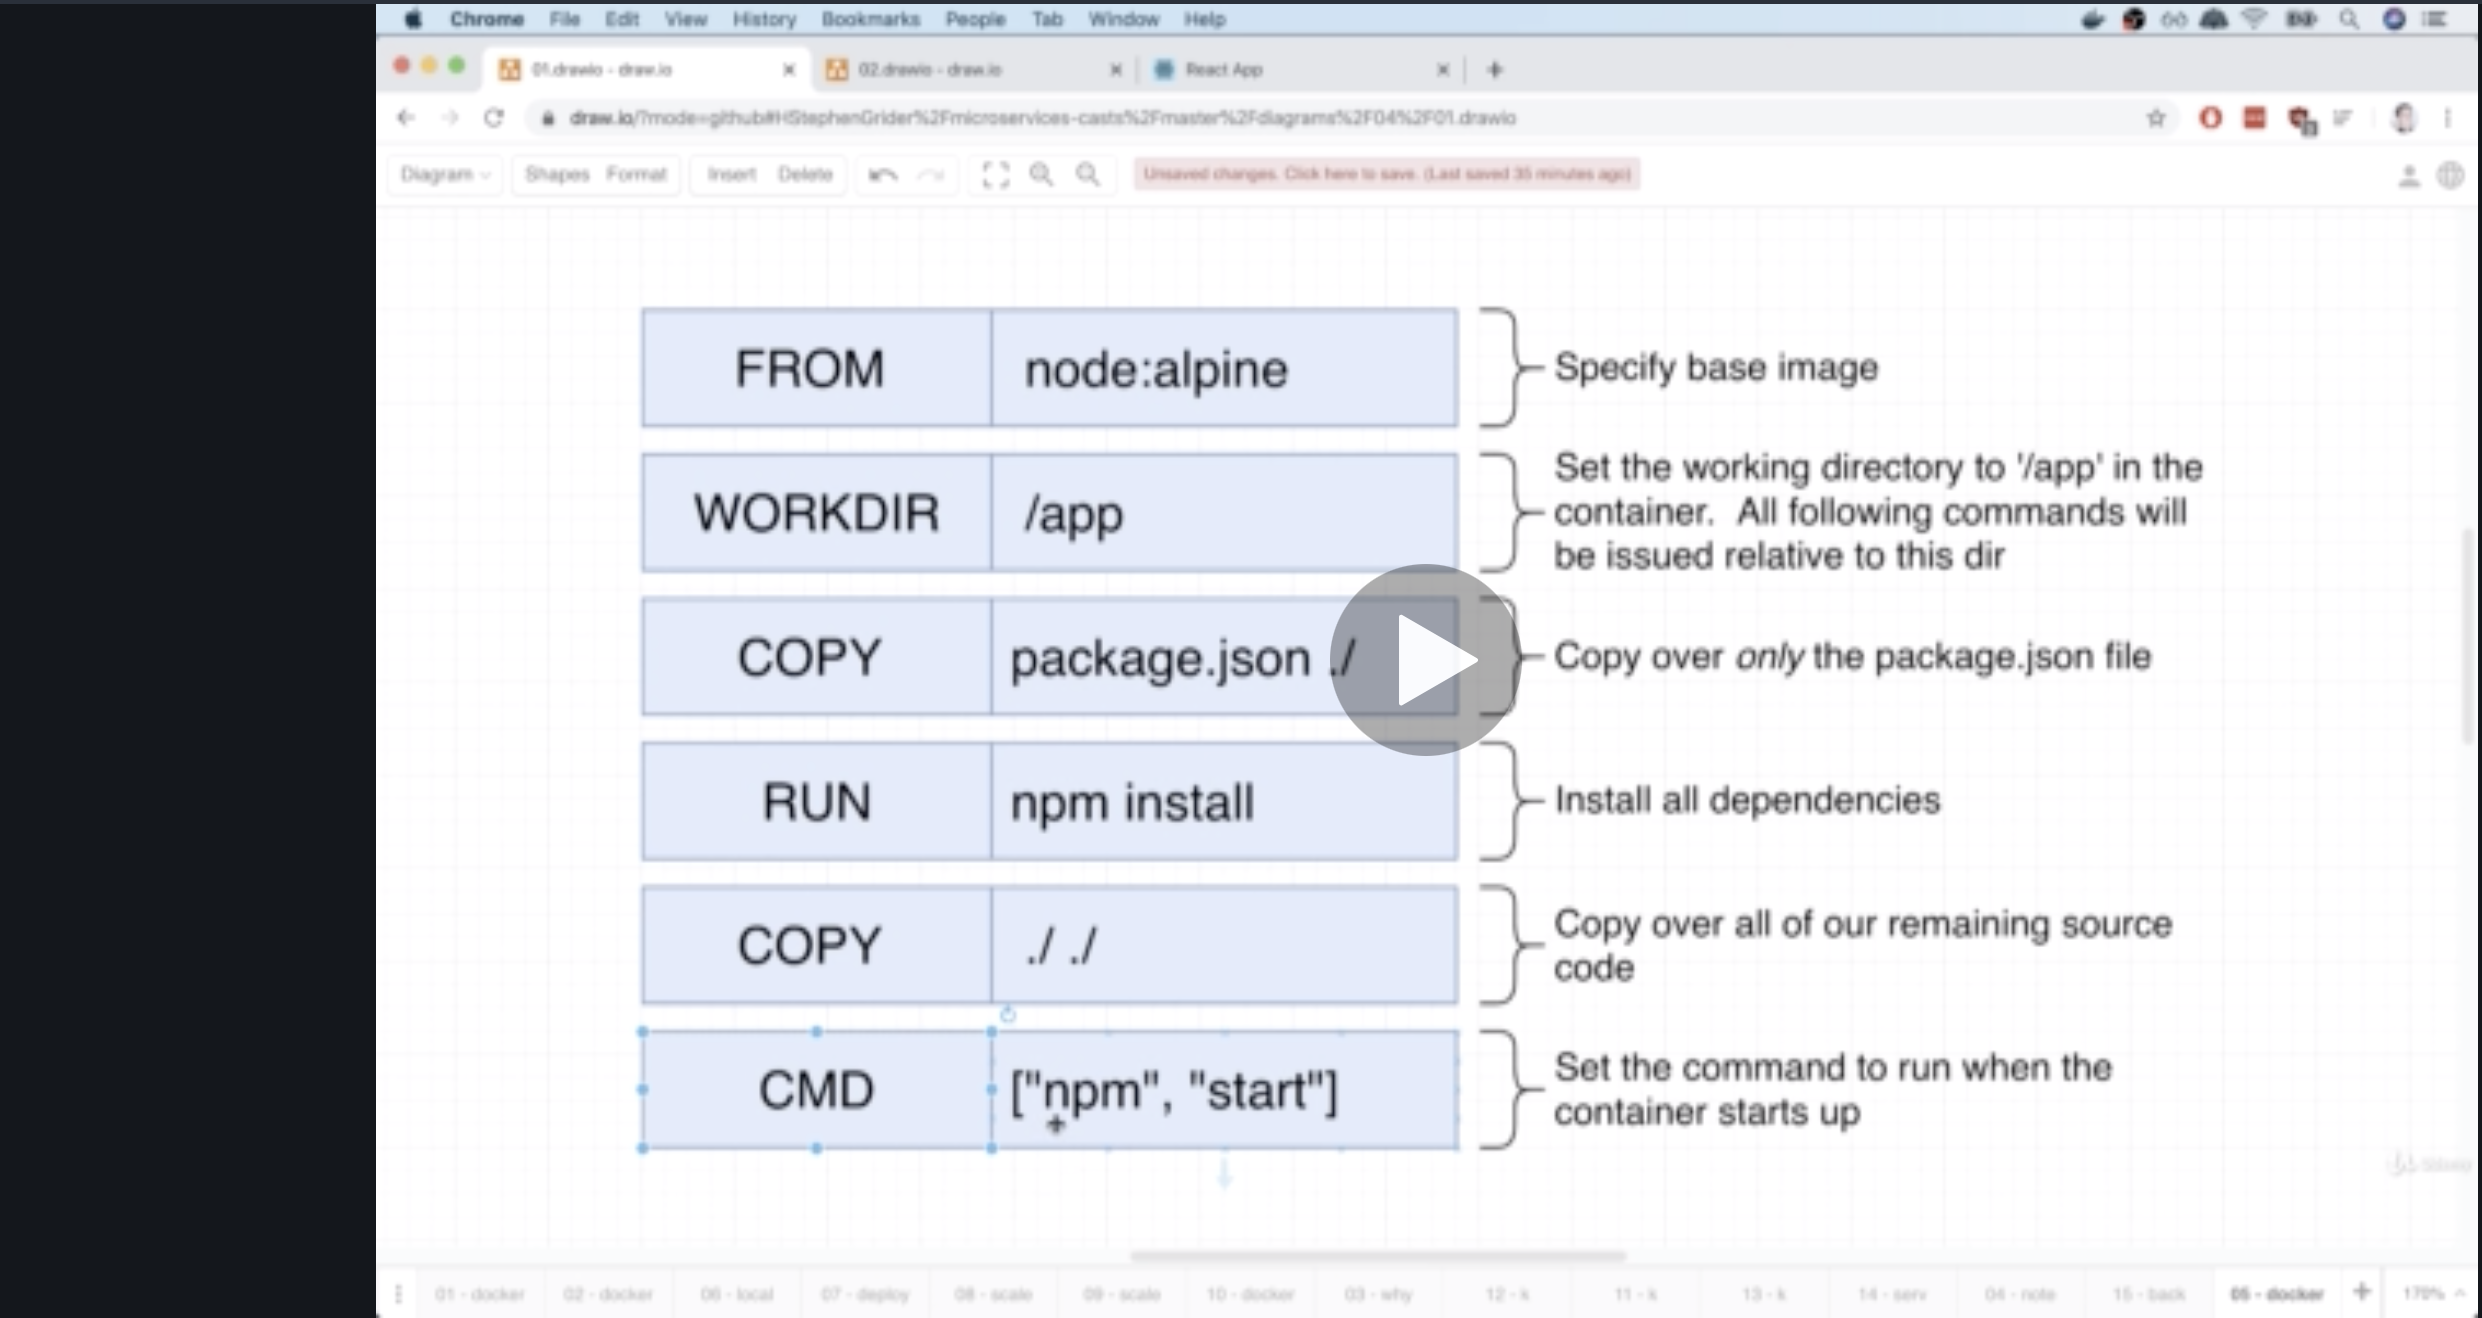 Chrome File Edit View History Bookmarks People Tab Window Help
01.drawio - draw.io
02.drawio - draw.io
React App
draw.io/?mode=github#HStephenGrider%2Fmicroservices-casts%2Fmaster%2Fdiagrams%2F04%2F01.drawio
Diagram Shapes Format Insert Delete
Unsaved changes. Click here to save. (Last saved 35 minutes ago)
FROM node:alpine
Specify base image
WORKDIR /app
Set the working directory to '/app' in the
container. All following commands will
be issued relative to this dir
COPY package.json ./
Copy over only the package.json file
RUN npm install
Install all dependencies
COPY ./ ./
Copy over all of our remaining source
code
CMD ["npm", "start"]
Set the command to run when the
container starts up
01 - docker 02 - docker 06 - local 07 - deploy 08 - scale 09 - scale 10 - docker 03 - why 12 - k 11 - k 13 - k 14 - serv 04 - note 15 - back 05 - docker 170%